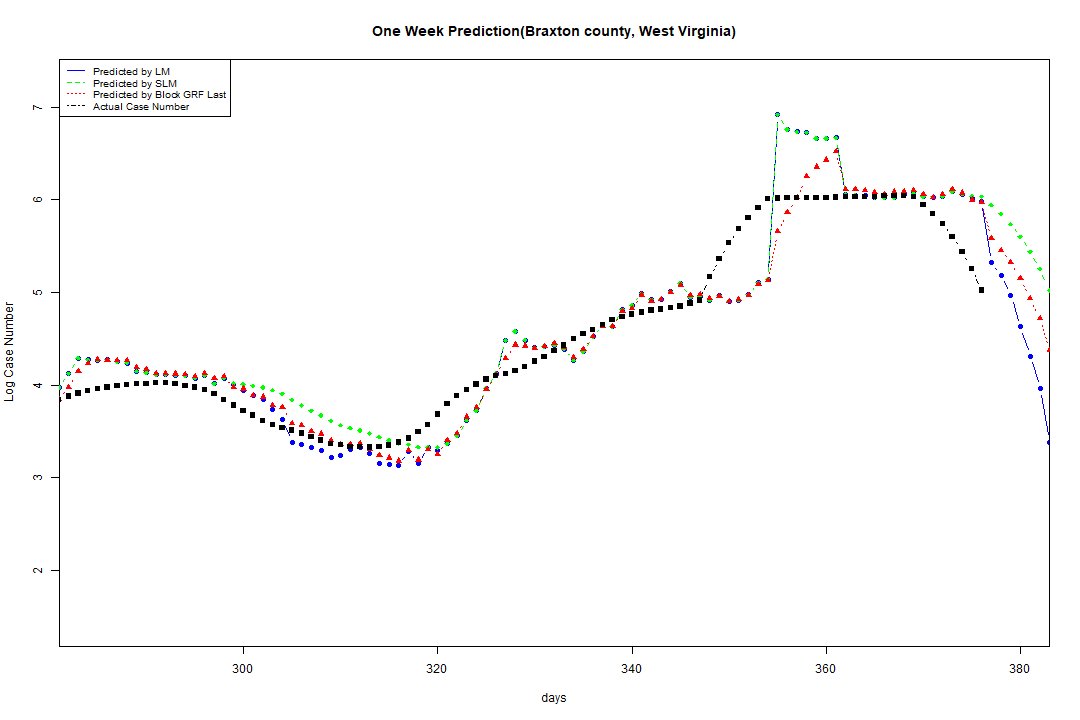 One Week Prediction(Braxton county, West Virginia)
Predicted by LM
Predicted by SLM
Predicted by Block GRF Last
Actual Case Number
7
6
5
4
3
2
Log Case Number
300 320 340 360 380
days